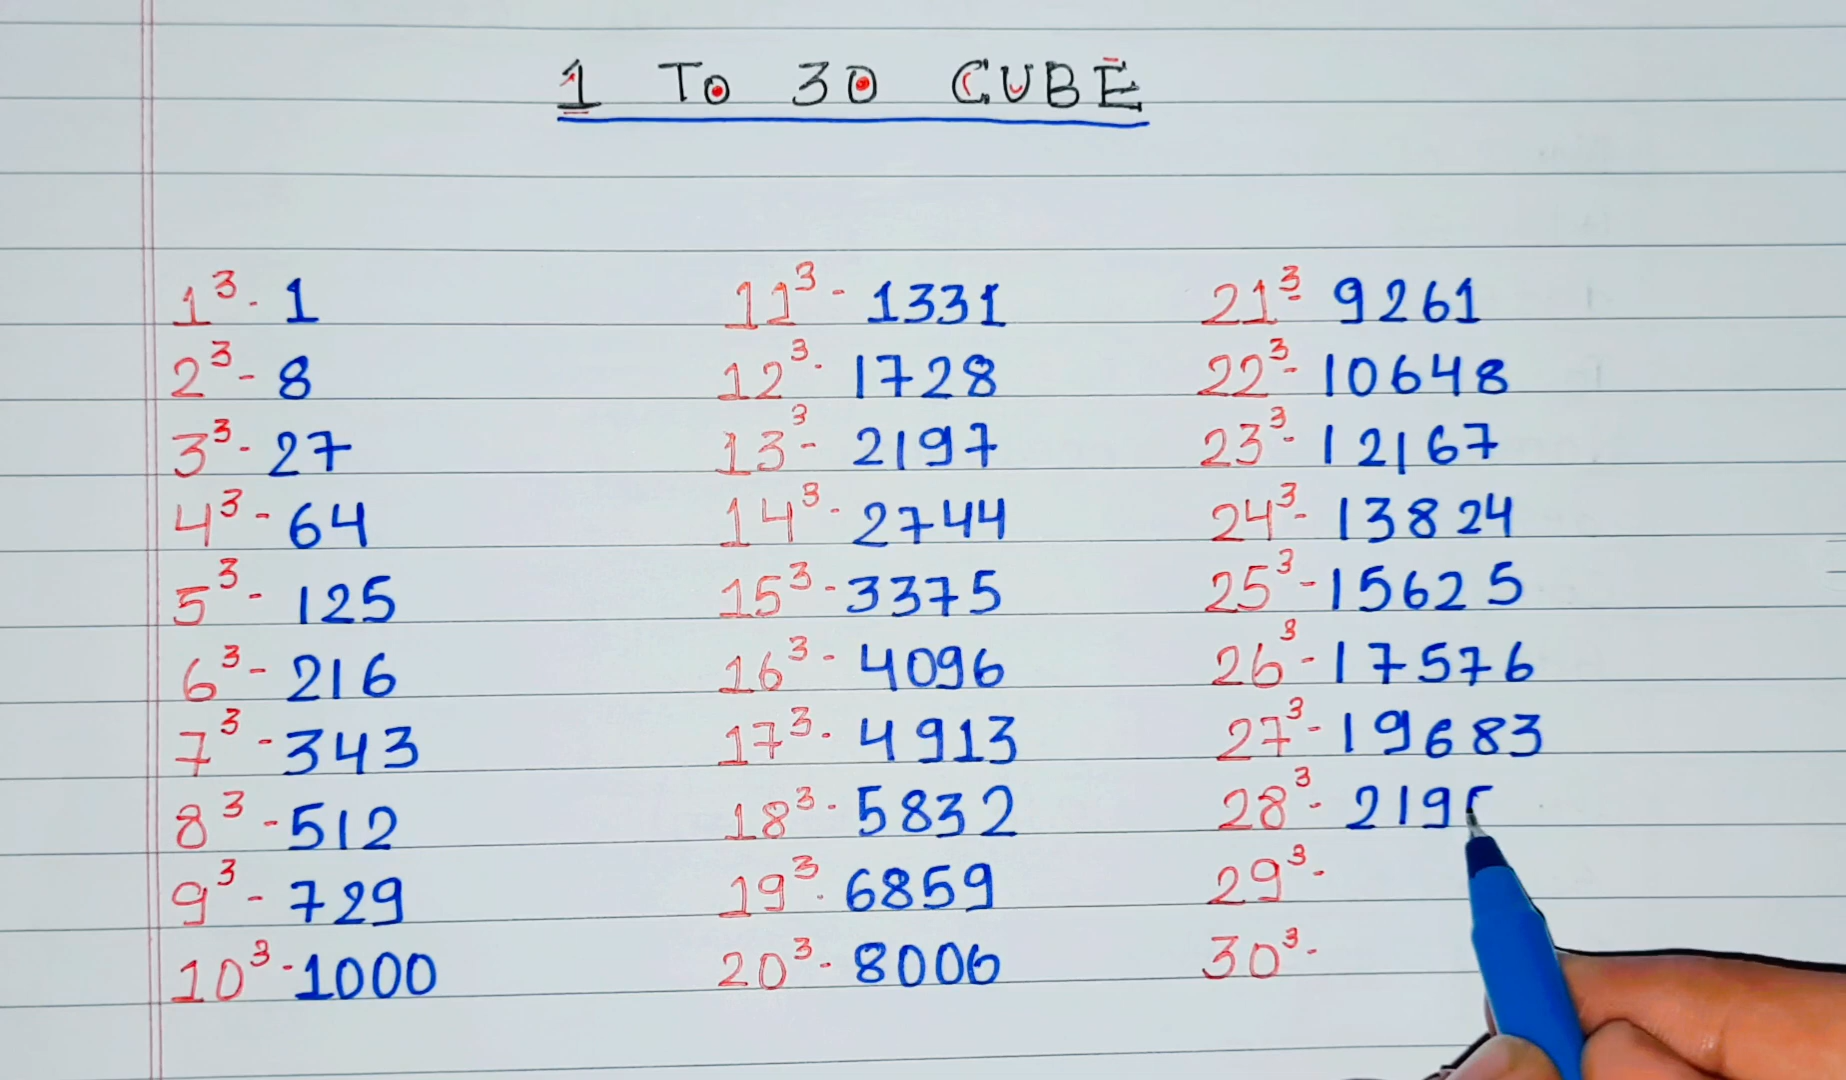 1 TO 30 CUBE
1³ - 1
2³ - 8
3³ - 27
4³ - 64
5³ - 125
6³ - 216
7³ - 343
8³ - 512
9³ - 729
10³ - 1000
11³ - 1331
12³ - 1728
13³ - 2197
14³ - 2744
15³ - 3375
16³ - 4096
17³ - 4913
18³ - 5832
19³ - 6859
20³ - 8000
21³ - 9261
22³ - 10648
23³ - 12167
24³ - 13824
25³ - 15625
26³ - 17576
27³ - 19683
28³ - 219
29³ -
30³ -